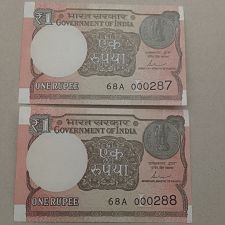 ₹1 भारत सरकार
GOVERNMENT OF INDIA
एक
रुपया
ONE RUPEE 68A 000287
₹1 भारत सरकार
GOVERNMENT OF INDIA
एक
रुपया
ONE RUPEE 68A 000288